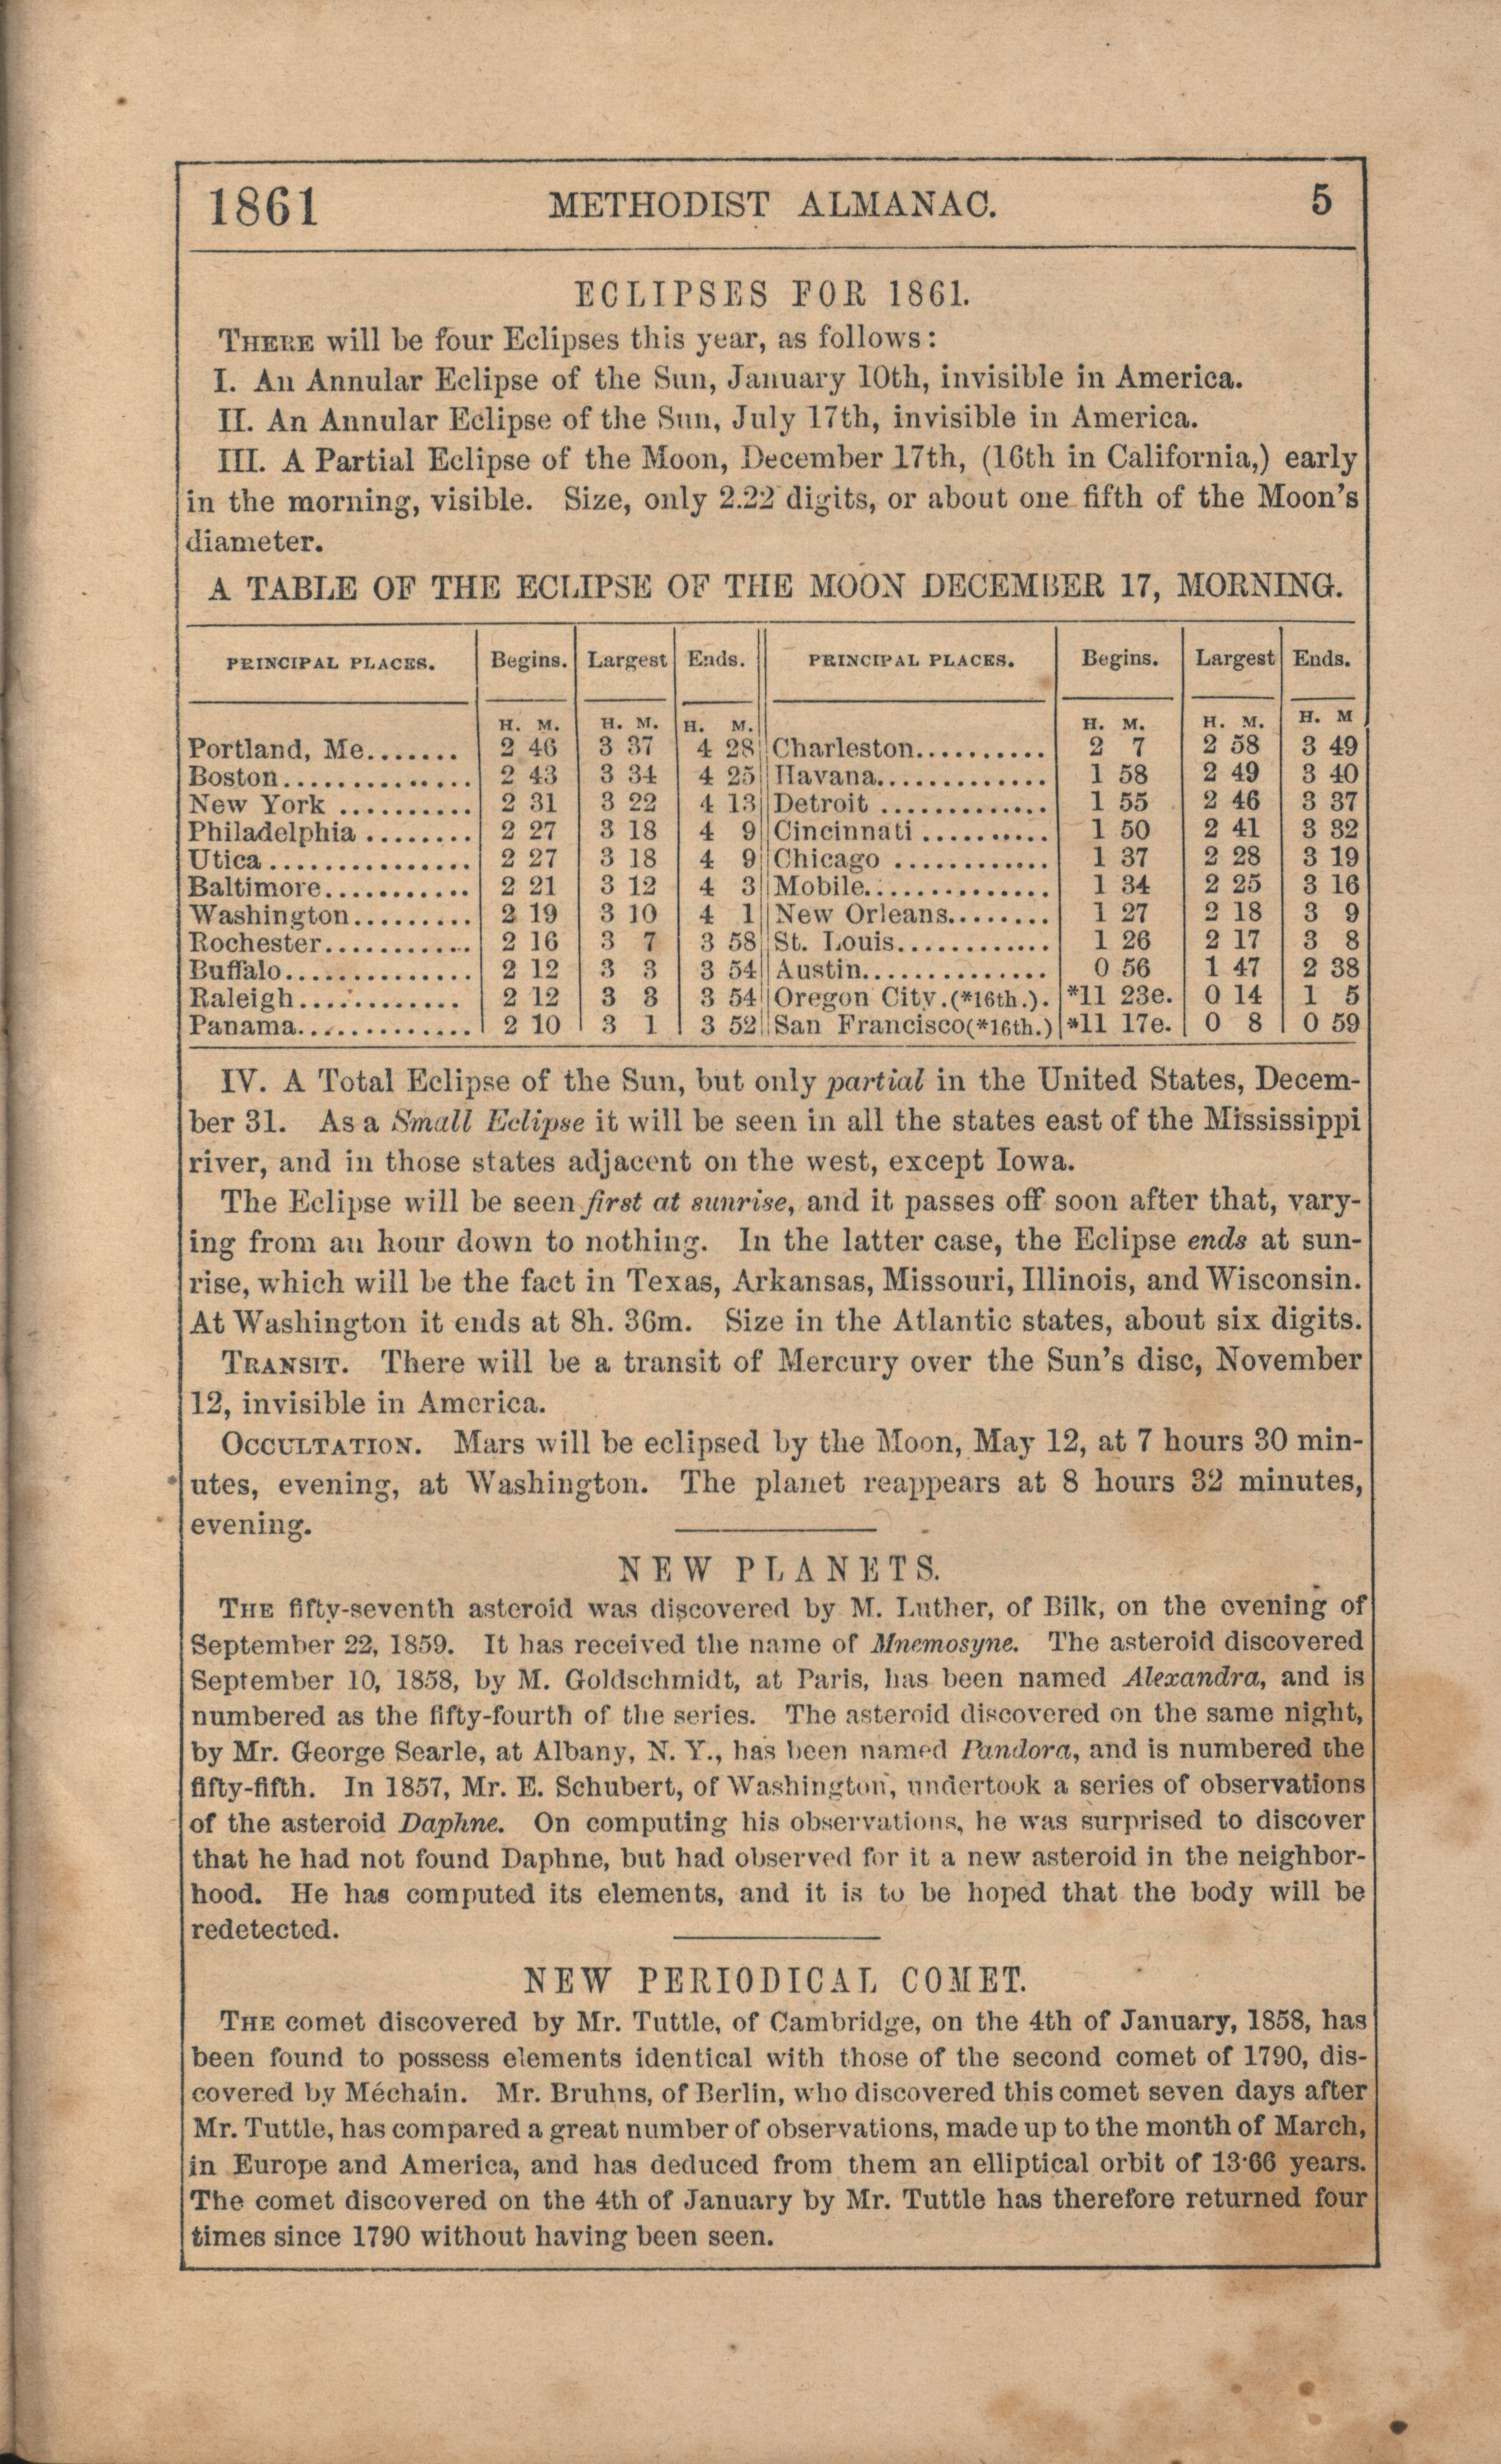 1861 METHODIST ALMANAC. 5
ECLIPSES FOR 1861.
THERE will be four Eclipses this year, as follows:
I. An Annular Eclipse of the Sun, January 10th, invisible in America.
II. An Annular Eclipse of the Sun, July 17th, invisible in America.
III. A Partial Eclipse of the Moon, December 17th, (16th in California,) early
in the morning, visible. Size, only 2.22 digits, or about one fifth of the Moon's
diameter.
A TABLE OF THE ECLIPSE OF THE MOON DECEMBER 17, MORNING.
PRINCIPAL PLACES. Begins. Largest Ends. PRINCIPAL PLACES. Begins. Largest Ends.
H. M. H. M. H. M. H. M. H. M. H. M
Portland, Me....... 2 46 3 37 4 28 Charleston.......... 2 7 2 58 3 49
Boston.............. 2 43 3 34 4 25 Havana............. 1 58 2 49 3 40
New York .......... 2 31 3 22 4 13 Detroit ............. 1 55 2 46 3 37
Philadelphia ........ 2 27 3 18 4 9 Cincinnati .......... 1 50 2 41 3 32
Utica ............... 2 27 3 18 4 9 Chicago ............ 1 37 2 28 3 19
Baltimore........... 2 21 3 12 4 3 Mobile.............. 1 34 2 25 3 16
Washington......... 2 19 3 10 4 1 New Orleans........ 1 27 2 18 3 9
Rochester........... 2 16 3 7 3 58 St. Louis............ 1 26 2 17 3 8
Buffalo.............. 2 12 3 3 3 54 Austin.............. 0 56 1 47 2 38
Raleigh............ 2 12 3 3 3 54 Oregon City.(*16th.). *11 23e. 0 14 1 5
Panama............. 2 10 3 1 3 52 San Francisco(*16th.) *11 17e. 0 8 0 59
IV. A Total Eclipse of the Sun, but only partial in the United States, Decem-
ber 31. As a Small Eclipse it will be seen in all the states east of the Mississippi
river, and in those states adjacent on the west, except Iowa.
The Eclipse will be seen first at sunrise, and it passes off soon after that, vary-
ing from an hour down to nothing. In the latter case, the Eclipse ends at sun-
rise, which will be the fact in Texas, Arkansas, Missouri, Illinois, and Wisconsin.
At Washington it ends at 8h. 36m. Size in the Atlantic states, about six digits.
TRANSIT. There will be a transit of Mercury over the Sun's disc, November
12, invisible in America.
OCCULTATION. Mars will be eclipsed by the Moon, May 12, at 7 hours 30 min-
utes, evening, at Washington. The planet reappears at 8 hours 32 minutes,
evening.
NEW PLANETS.
THE fifty-seventh asteroid was discovered by M. Luther, of Bilk, on the evening of
September 22, 1859. It has received the name of Mnemosyne. The asteroid discovered
September 10, 1858, by M. Goldschmidt, at Paris, has been named Alexandra, and is
numbered as the fifty-fourth of the series. The asteroid discovered on the same night,
by Mr. George Searle, at Albany, N. Y., has been named Pandora, and is numbered the
fifty-fifth. In 1857, Mr. E. Schubert, of Washington, undertook a series of observations
of the asteroid Daphne. On computing his observations, he was surprised to discover
that he had not found Daphne, but had observed for it a new asteroid in the neighbor-
hood. He has computed its elements, and it is to be hoped that the body will be
redetected.
NEW PERIODICAL COMET.
THE comet discovered by Mr. Tuttle, of Cambridge, on the 4th of January, 1858, has
been found to possess elements identical with those of the second comet of 1790, dis-
covered by Méchain. Mr. Bruhns, of Berlin, who discovered this comet seven days after
Mr. Tuttle, has compared a great number of observations, made up to the month of March,
in Europe and America, and has deduced from them an elliptical orbit of 13·66 years.
The comet discovered on the 4th of January by Mr. Tuttle has therefore returned four
times since 1790 without having been seen.